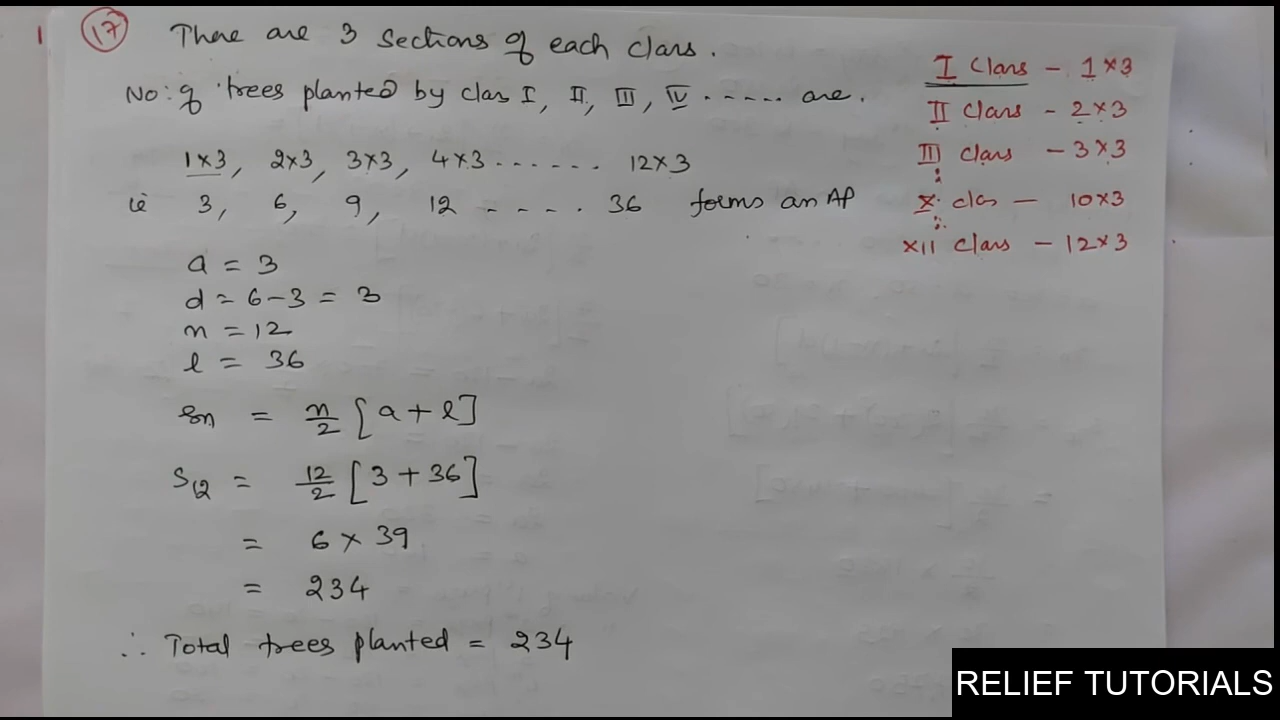 17 There are 3 sections of each class.
No: of trees planted by class I, II, III, IV ...... are.
1×3, 2×3, 3×3, 4×3 ...... 12×3
ie 3, 6, 9, 12 ..... 36 forms an AP
a = 3
d = 6-3 = 3
n = 12
l = 36
Sn = n/2 [a + l]
S12 = 12/2 [3 + 36]
= 6 × 39
= 234
∴ Total trees planted = 234
I Class - 1×3
II Class - 2×3
III class - 3×3
:
X clas - 10×3
:
XII class - 12×3
RELIEF TUTORIALS